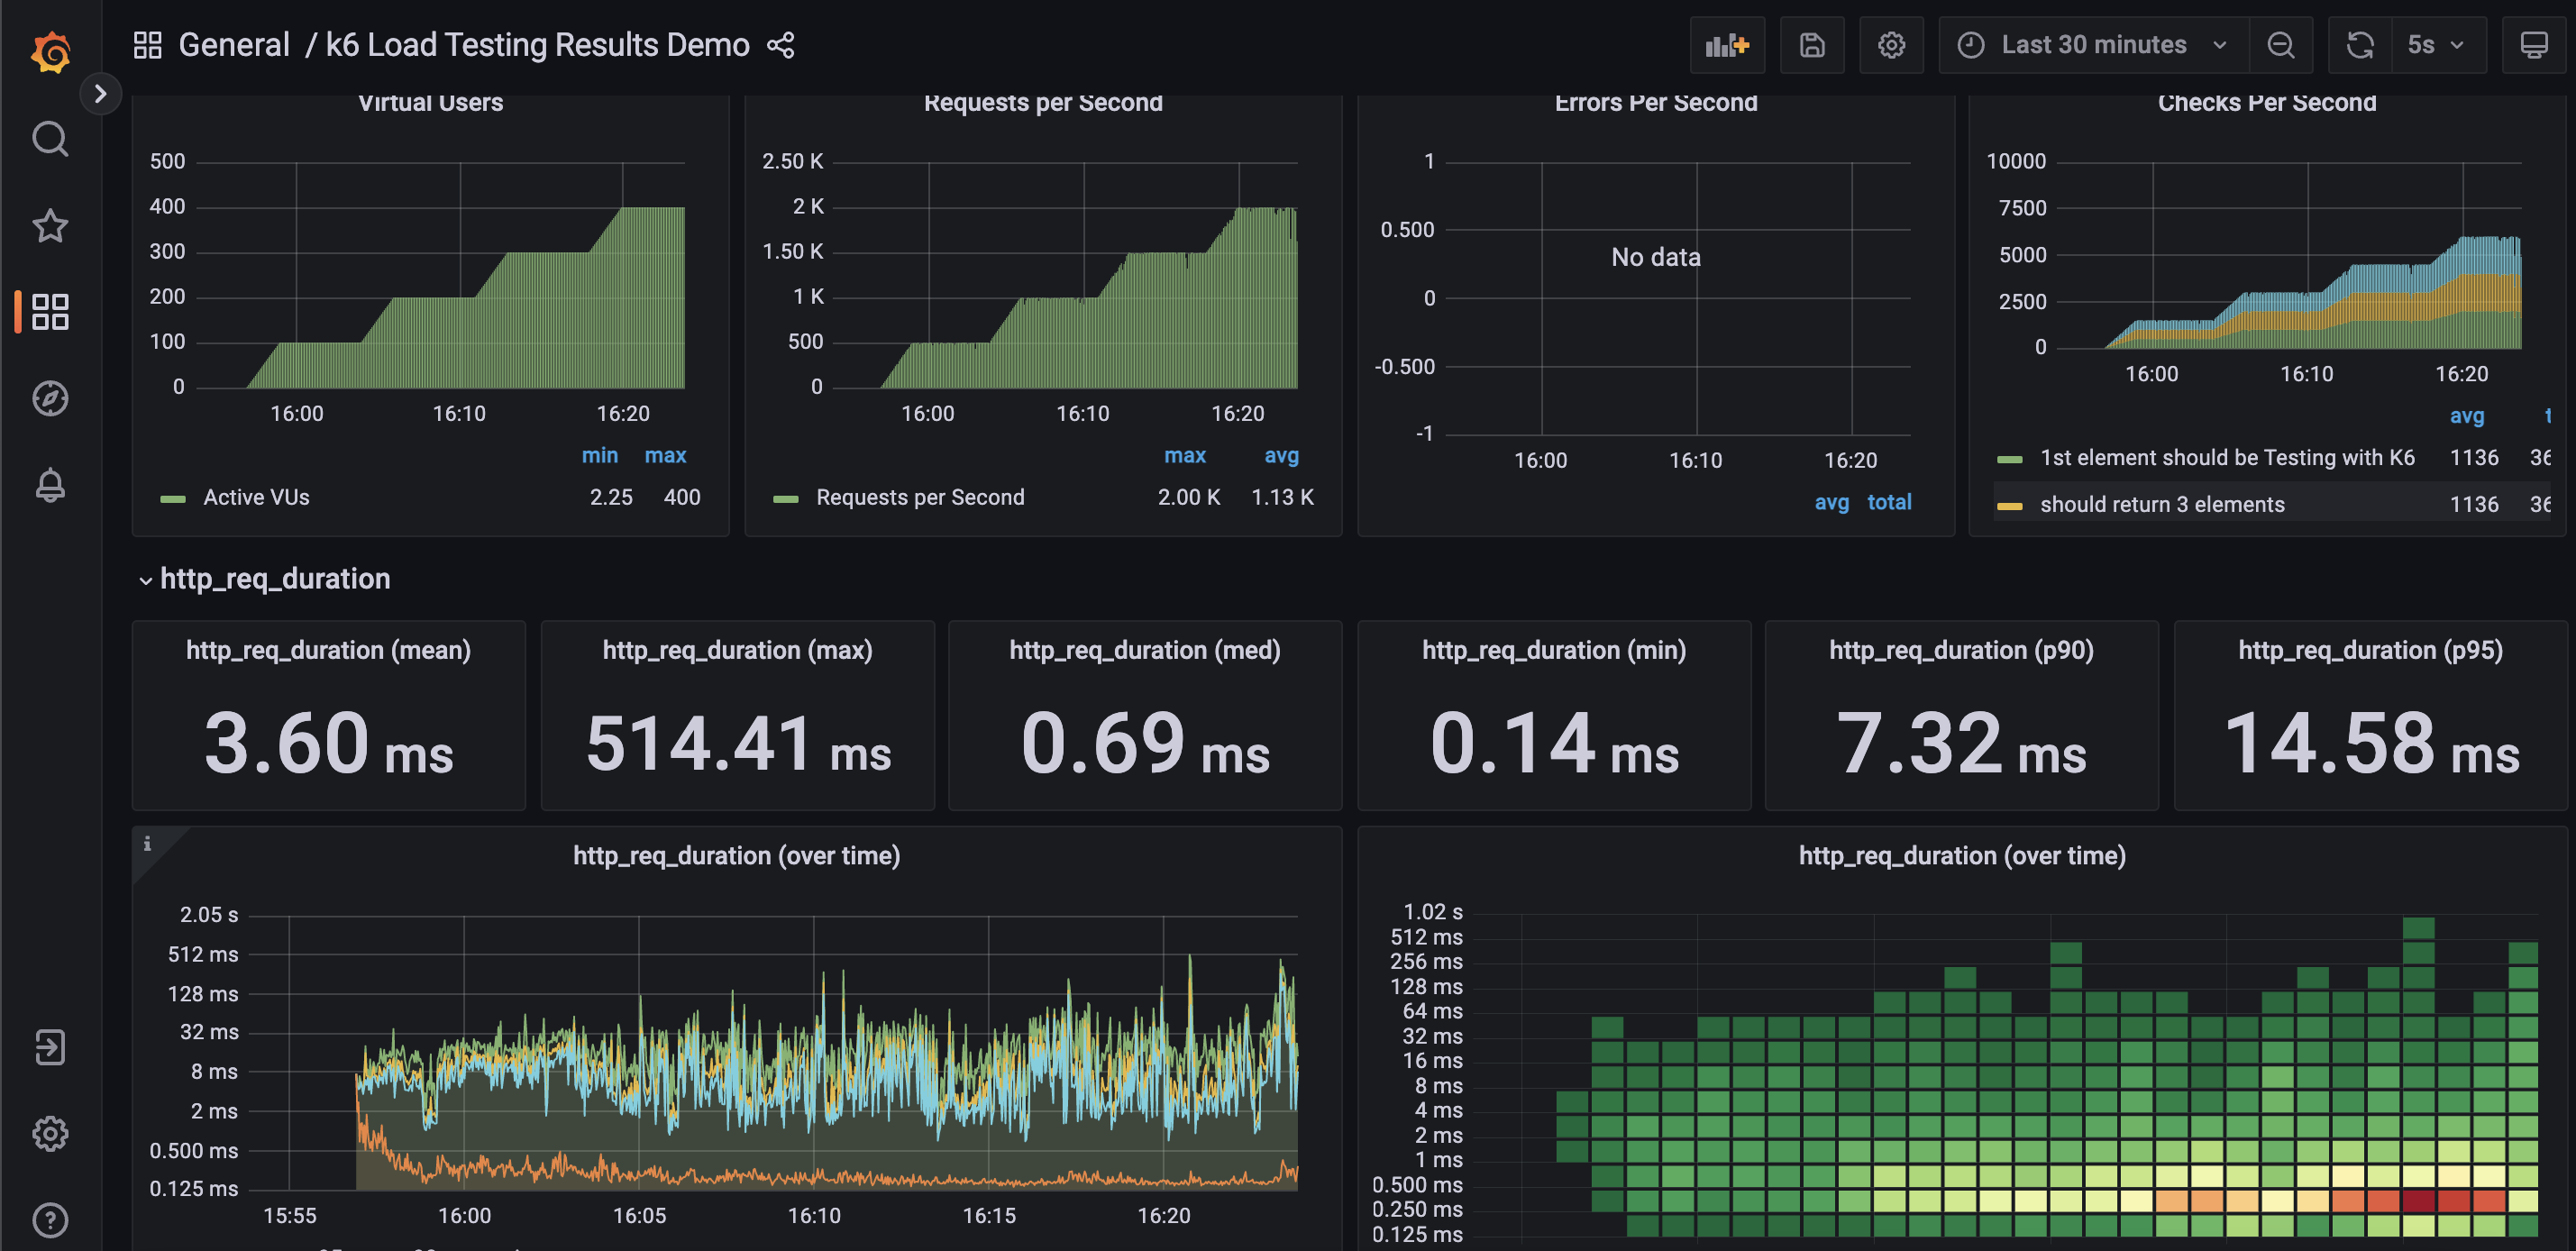 General / k6 Load Testing Results Demo
Last 30 minutes
5s
Virtual Users
500
400
300
200
100
0
16:00 16:10 16:20
min max
Active VUs 2.25 400
Requests per Second
2.50 K
2 K
1.50 K
1 K
500
0
16:00 16:10 16:20
max avg
Requests per Second 2.00 K 1.13 K
Errors Per Second
1
0.500
0
-0.500
-1
No data
16:00 16:10 16:20
avg total
Checks Per Second
10000
7500
5000
2500
0
16:00 16:10 16:20
avg
1st element should be Testing with K6 1136
should return 3 elements 1136
http_req_duration
http_req_duration (mean)
3.60 ms
http_req_duration (max)
514.41 ms
http_req_duration (med)
0.69 ms
http_req_duration (min)
0.14 ms
http_req_duration (p90)
7.32 ms
http_req_duration (p95)
14.58 ms
i
http_req_duration (over time)
2.05 s
512 ms
128 ms
32 ms
8 ms
2 ms
0.500 ms
0.125 ms
15:55 16:00 16:05 16:10 16:15 16:20
http_req_duration (over time)
1.02 s
512 ms
256 ms
128 ms
64 ms
32 ms
16 ms
8 ms
4 ms
2 ms
1 ms
0.500 ms
0.250 ms
0.125 ms